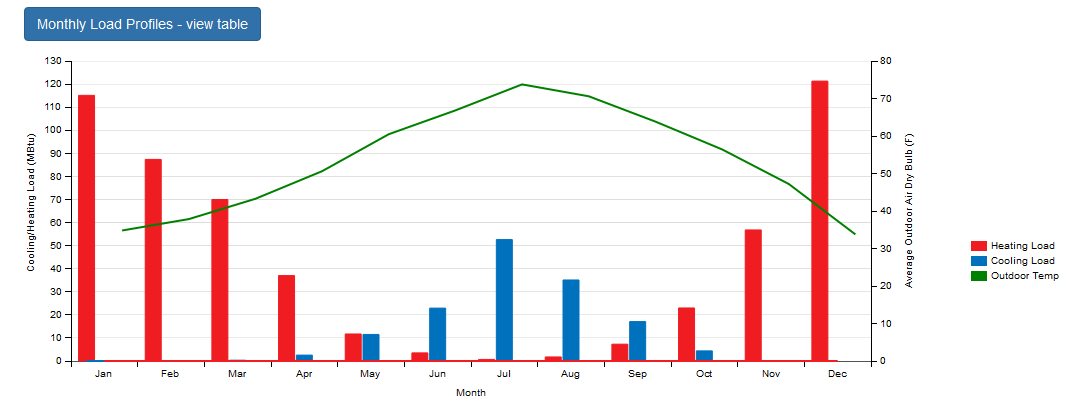 Monthly Load Profiles - view table
130
120
110
100
90
80
70
60
50
40
30
20
10
0
Cooling/Heating Load (MBtu)
80
70
60
50
40
30
20
10
0
Average Outdoor Air Dry Bulb (F)
Jan Feb Mar Apr May Jun Jul Aug Sep Oct Nov Dec
Month
Heating Load
Cooling Load
Outdoor Temp